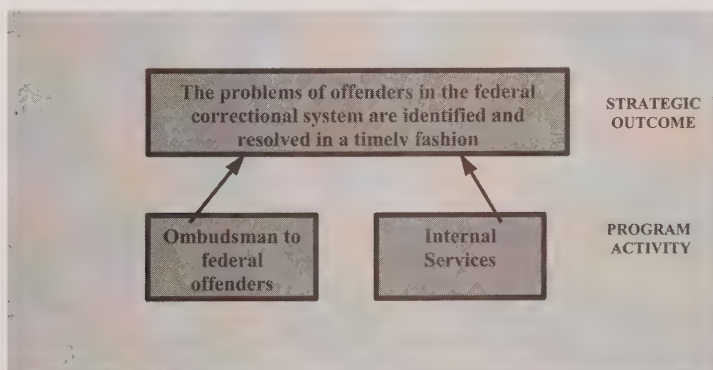 The problems of offenders in the federal
correctional system are identified and
resolved in a timely fashion
STRATEGIC
OUTCOME
Ombudsman to
federal
offenders
Internal
Services
PROGRAM
ACTIVITY